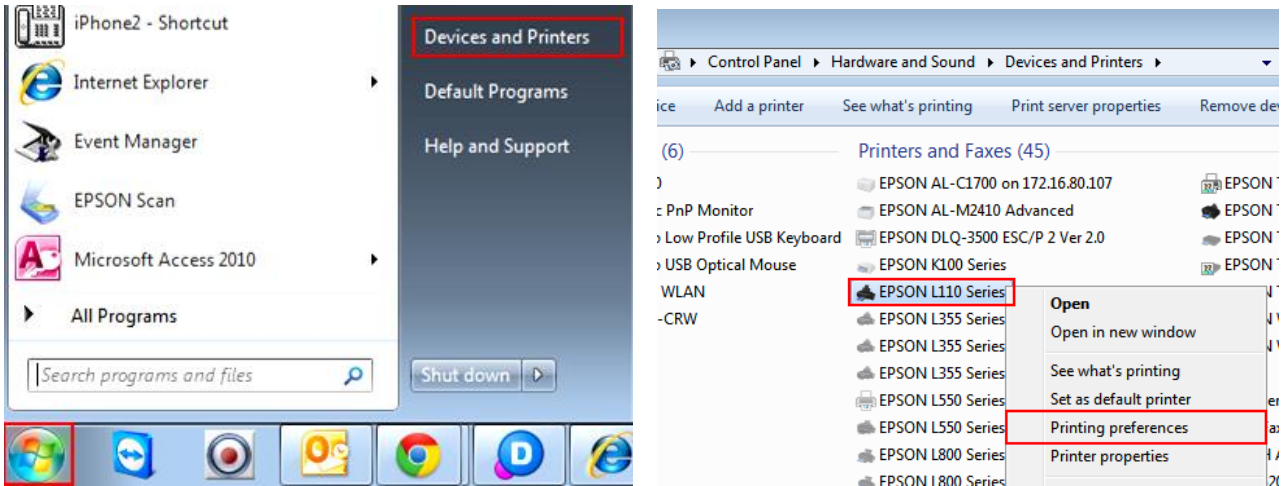 iPhone2 - Shortcut
Internet Explorer
Event Manager
EPSON Scan
Microsoft Access 2010
All Programs
Search programs and files
Devices and Printers
Default Programs
Help and Support
Shut down
Control Panel Hardware and Sound Devices and Printers
Add a printer See what's printing Print server properties Remove
(6)
PnP Monitor
Low Profile USB Keyboard
USB Optical Mouse
WLAN
-CRW
Printers and Faxes (45)
EPSON AL-C1700 on 172.16.80.107
EPSON AL-M2410 Advanced
EPSON DLQ-3500 ESC/P 2 Ver 2.0
EPSON K100 Series
EPSON L110 Series
EPSON L355 Series
EPSON L355 Series
EPSON L355 Series
EPSON L550 Series
EPSON L550 Series
EPSON L800 Series
EPSON L800 Series
EPSON
EPSON
EPSON
EPSON
Open
Open in new window
See what's printing
Set as default printer
Printing preferences
Printer properties